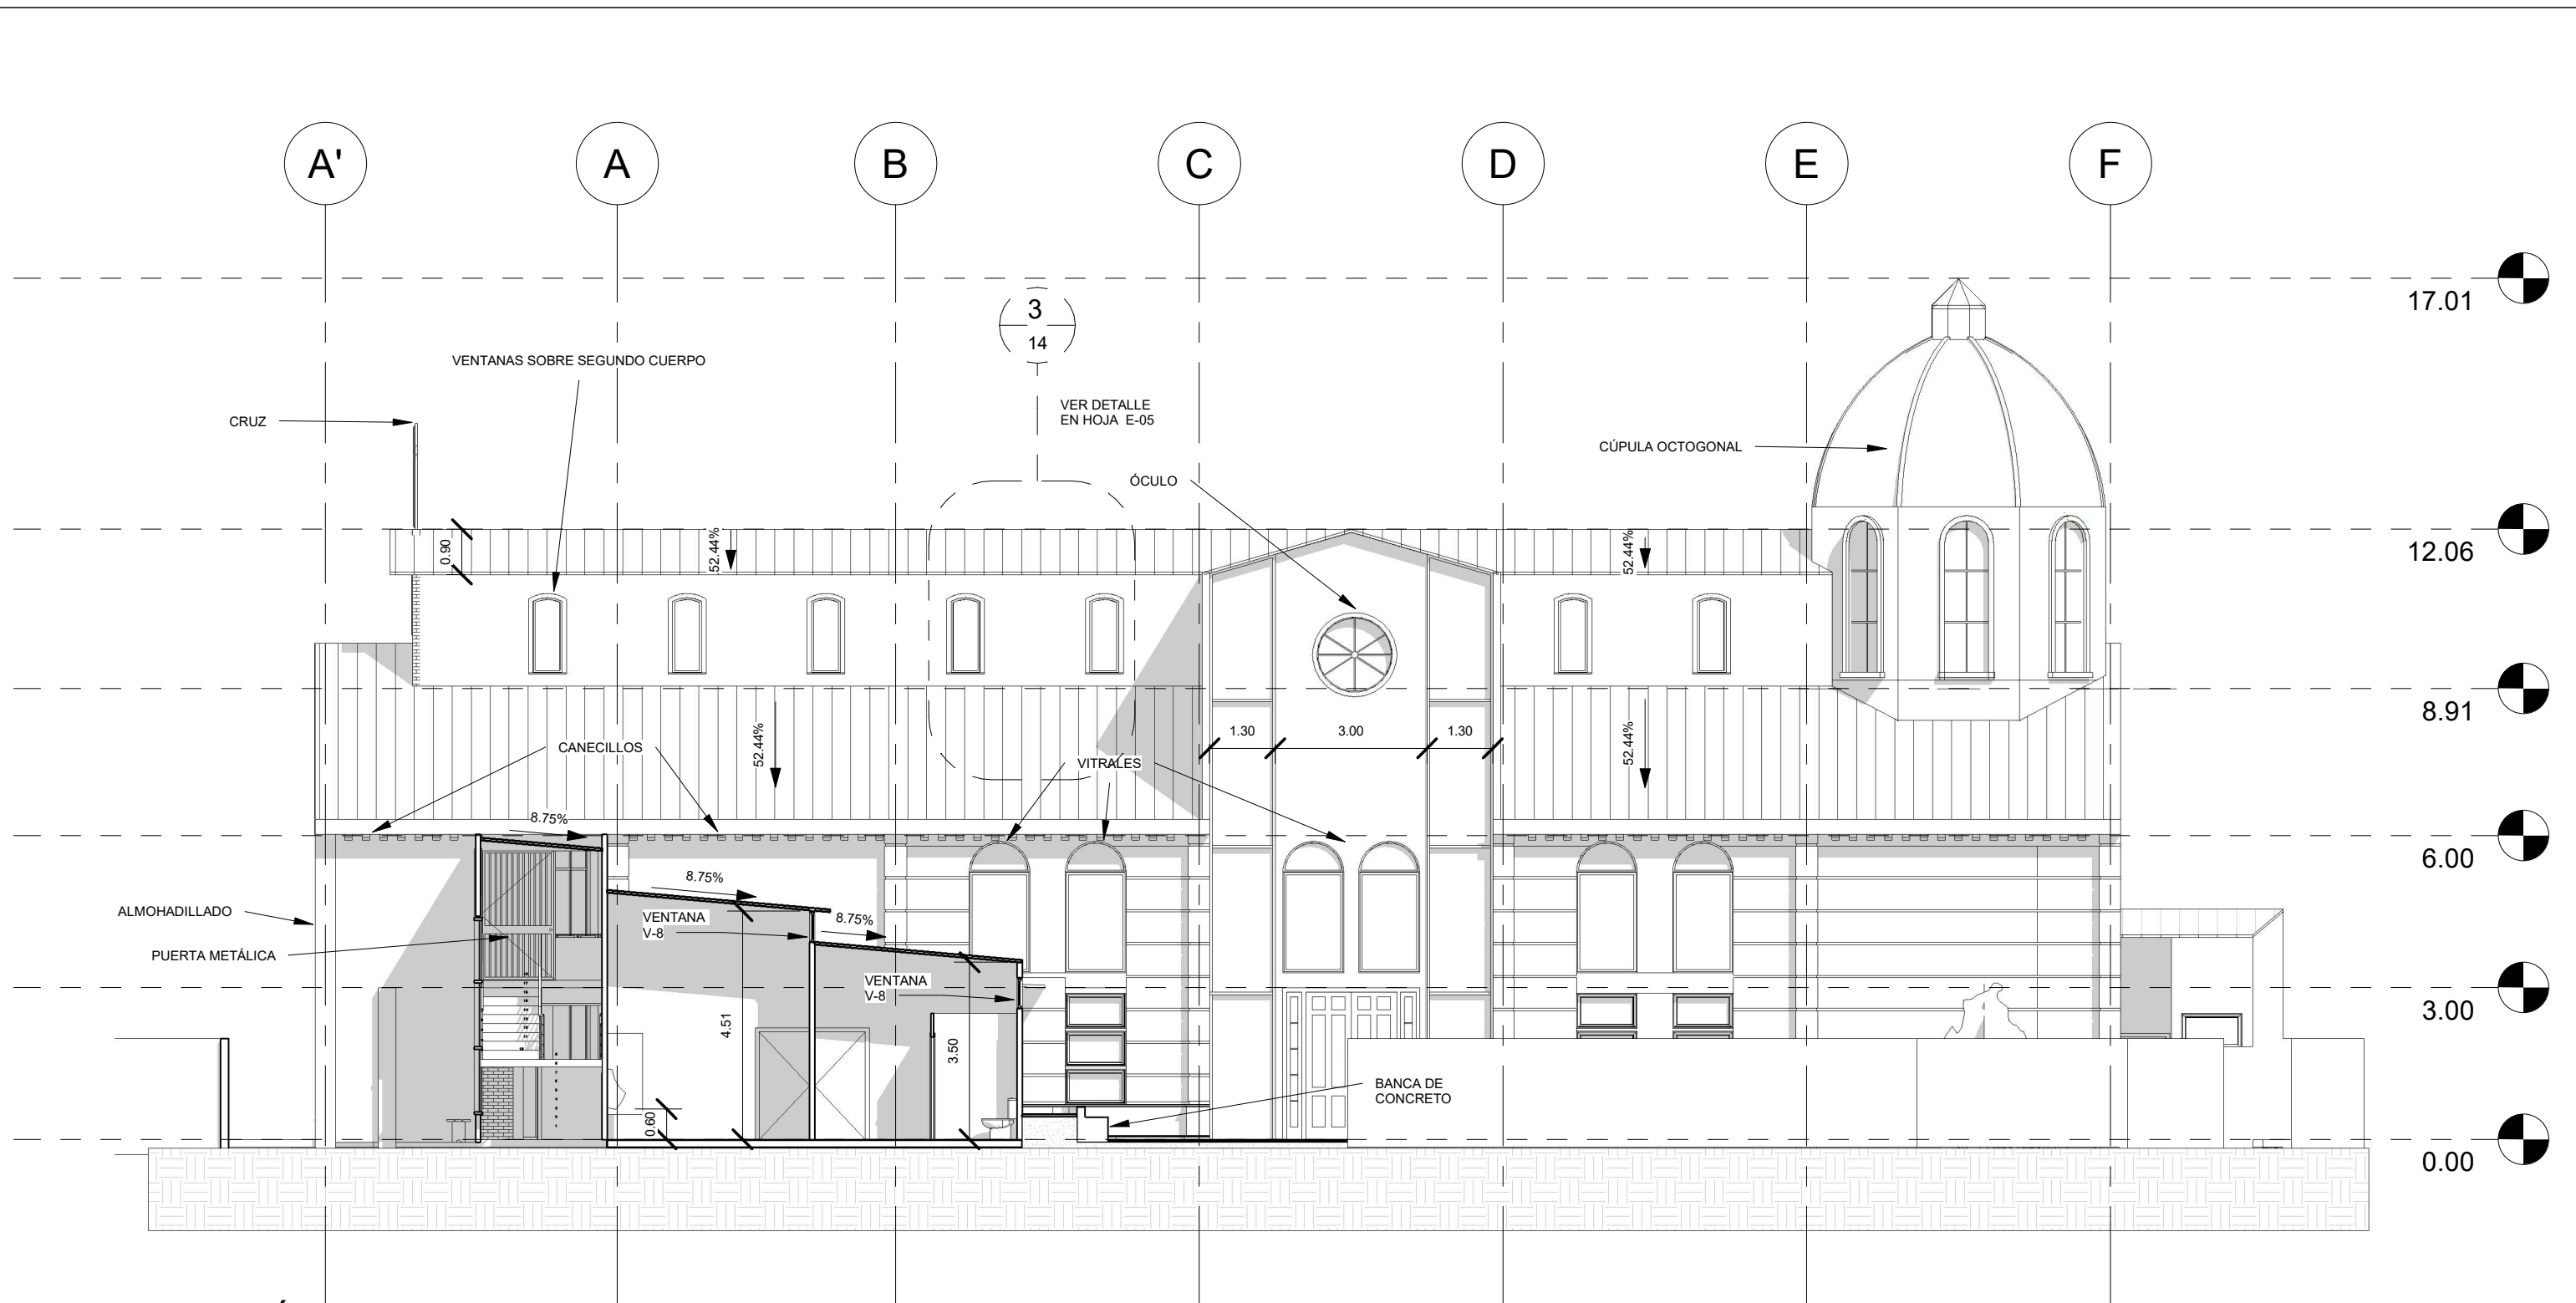 A'
A
B
C
D
E
F
17.01
3
14
VENTANAS SOBRE SEGUNDO CUERPO
VER DETALLE
EN HOJA E-05
CRUZ
CÚPULA OCTOGONAL
ÓCULO
0.90
52.44%
52.44%
12.06
8.91
52.44%
CANECILLOS
VITRALES
1.30
3.00
1.30
52.44%
8.75%
6.00
8.75%
ALMOHADILLADO
VENTANA
V-8
8.75%
PUERTA METÁLICA
VENTANA
V-8
3.00
4.51
3.50
0.60
BANCA DE
CONCRETO
0.00